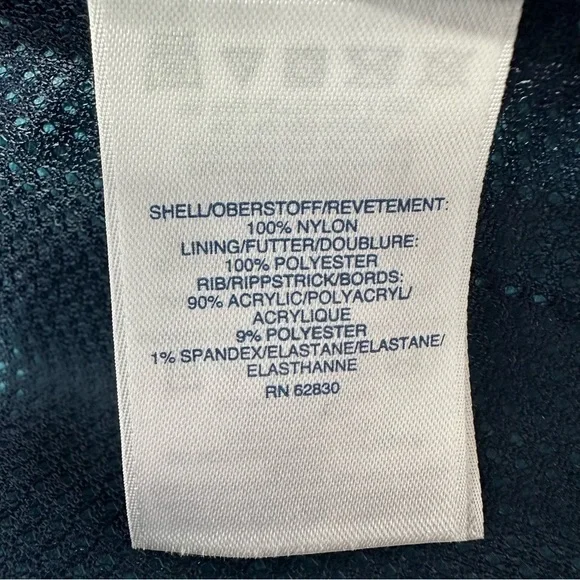 SHELL/OBERSTOFF/REVETEMENT:
100% NYLON
LINING/FUTTER/DOUBLURE:
100% POLYESTER
RIB/RIPPSTRICK/BORDS:
90% ACRYLIC/POLYACRYL/
ACRYLIQUE
9% POLYESTER
1% SPANDEX/ELASTANE/ELASTANE/
ELASTHANNE
RN 62830